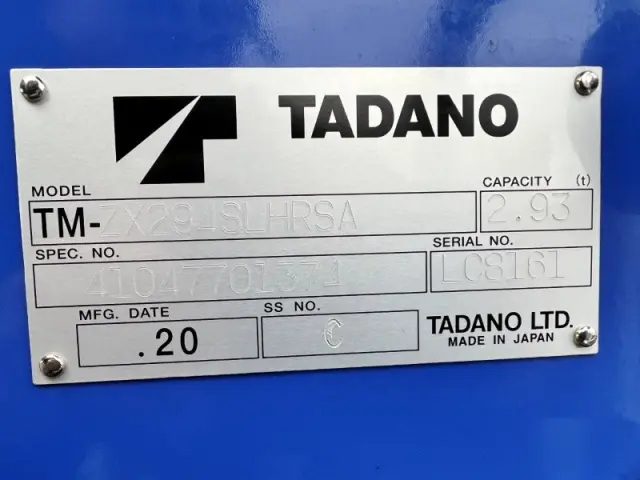 TADANO
MODEL
TM-ZX294SLHRSA
CAPACITY (t)
2.93
SPEC. NO.
41047701374
SERIAL NO.
LC8161
MFG. DATE
.20
SS NO.
C
TADANO LTD.
MADE IN JAPAN